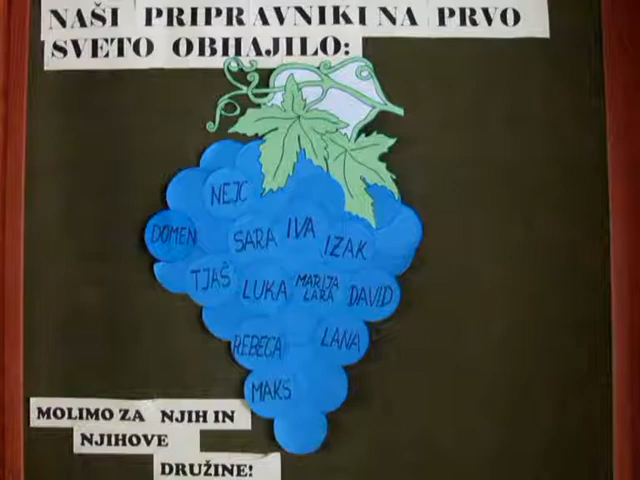 NAŠI PRIPRAVNIKI NA PRVO
SVETO OBHAJILO:
NEJC
DOMEN
SARA
IVA
IZAK
TJAŠ
LUKA
MARIJA
LARA
DAVID
REBECA
LANA
MAKS
MOLIMO ZA NJIH IN
NJIHOVE
DRUŽINE!